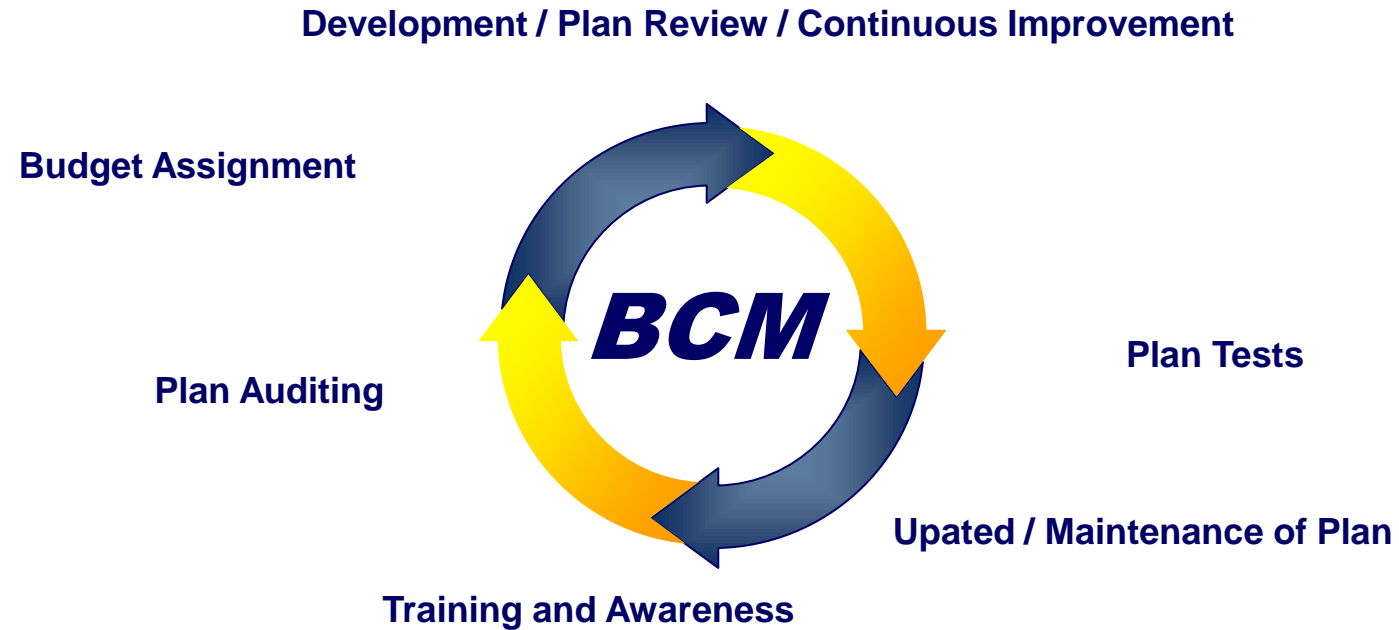 Development / Plan Review / Continuous Improvement
Budget Assignment
BCM
Plan Tests
Plan Auditing
Upated / Maintenance of Plan
Training and Awareness